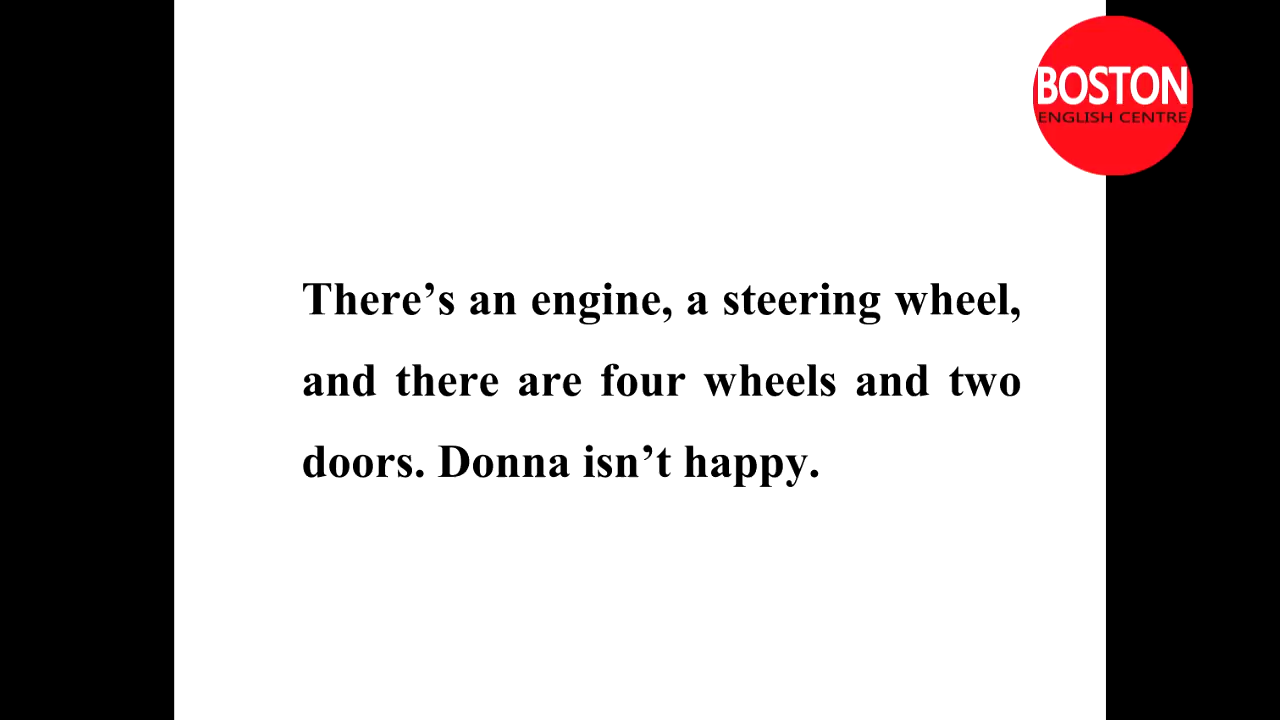 BOSTON
ENGLISH CENTRE
There’s an engine, a steering wheel,
and there are four wheels and two
doors. Donna isn’t happy.